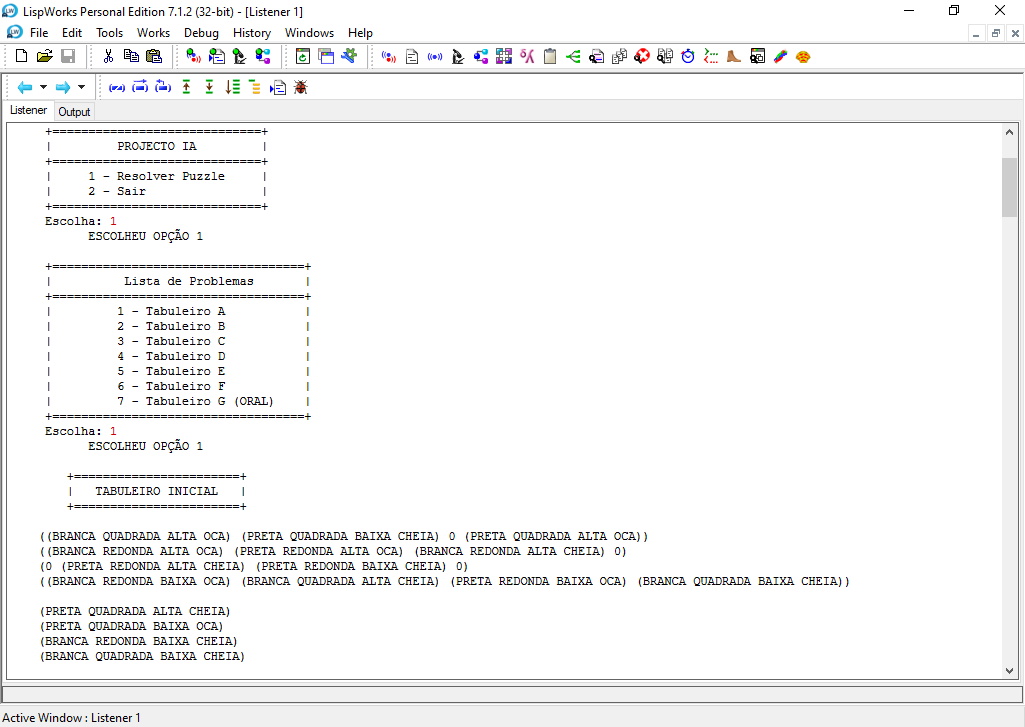 LispWorks Personal Edition 7.1.2 (32-bit) - [Listener 1]
File Edit Tools Works Debug History Windows Help
Listener Output
+=============================+
| PROJECTO IA |
+=============================+
| 1 - Resolver Puzzle |
| 2 - Sair |
+=============================+
Escolha: 1
ESCOLHEU OPÇÃO 1
+===================================+
| Lista de Problemas |
+===================================+
| 1 - Tabuleiro A |
| 2 - Tabuleiro B |
| 3 - Tabuleiro C |
| 4 - Tabuleiro D |
| 5 - Tabuleiro E |
| 6 - Tabuleiro F |
| 7 - Tabuleiro G (ORAL) |
+===================================+
Escolha: 1
ESCOLHEU OPÇÃO 1
+=======================+
| TABULEIRO INICIAL |
+=======================+
((BRANCA QUADRADA ALTA OCA) (PRETA QUADRADA BAIXA CHEIA) 0 (PRETA QUADRADA ALTA OCA))
((BRANCA REDONDA ALTA OCA) (PRETA REDONDA ALTA OCA) (BRANCA REDONDA ALTA CHEIA) 0)
(0 (PRETA REDONDA ALTA CHEIA) (PRETA REDONDA BAIXA CHEIA) 0)
((BRANCA REDONDA BAIXA OCA) (BRANCA QUADRADA ALTA CHEIA) (PRETA REDONDA BAIXA OCA) (BRANCA QUADRADA BAIXA CHEIA))
(PRETA QUADRADA ALTA CHEIA)
(PRETA QUADRADA BAIXA OCA)
(BRANCA REDONDA BAIXA CHEIA)
(BRANCA QUADRADA BAIXA CHEIA)
Active Window : Listener 1